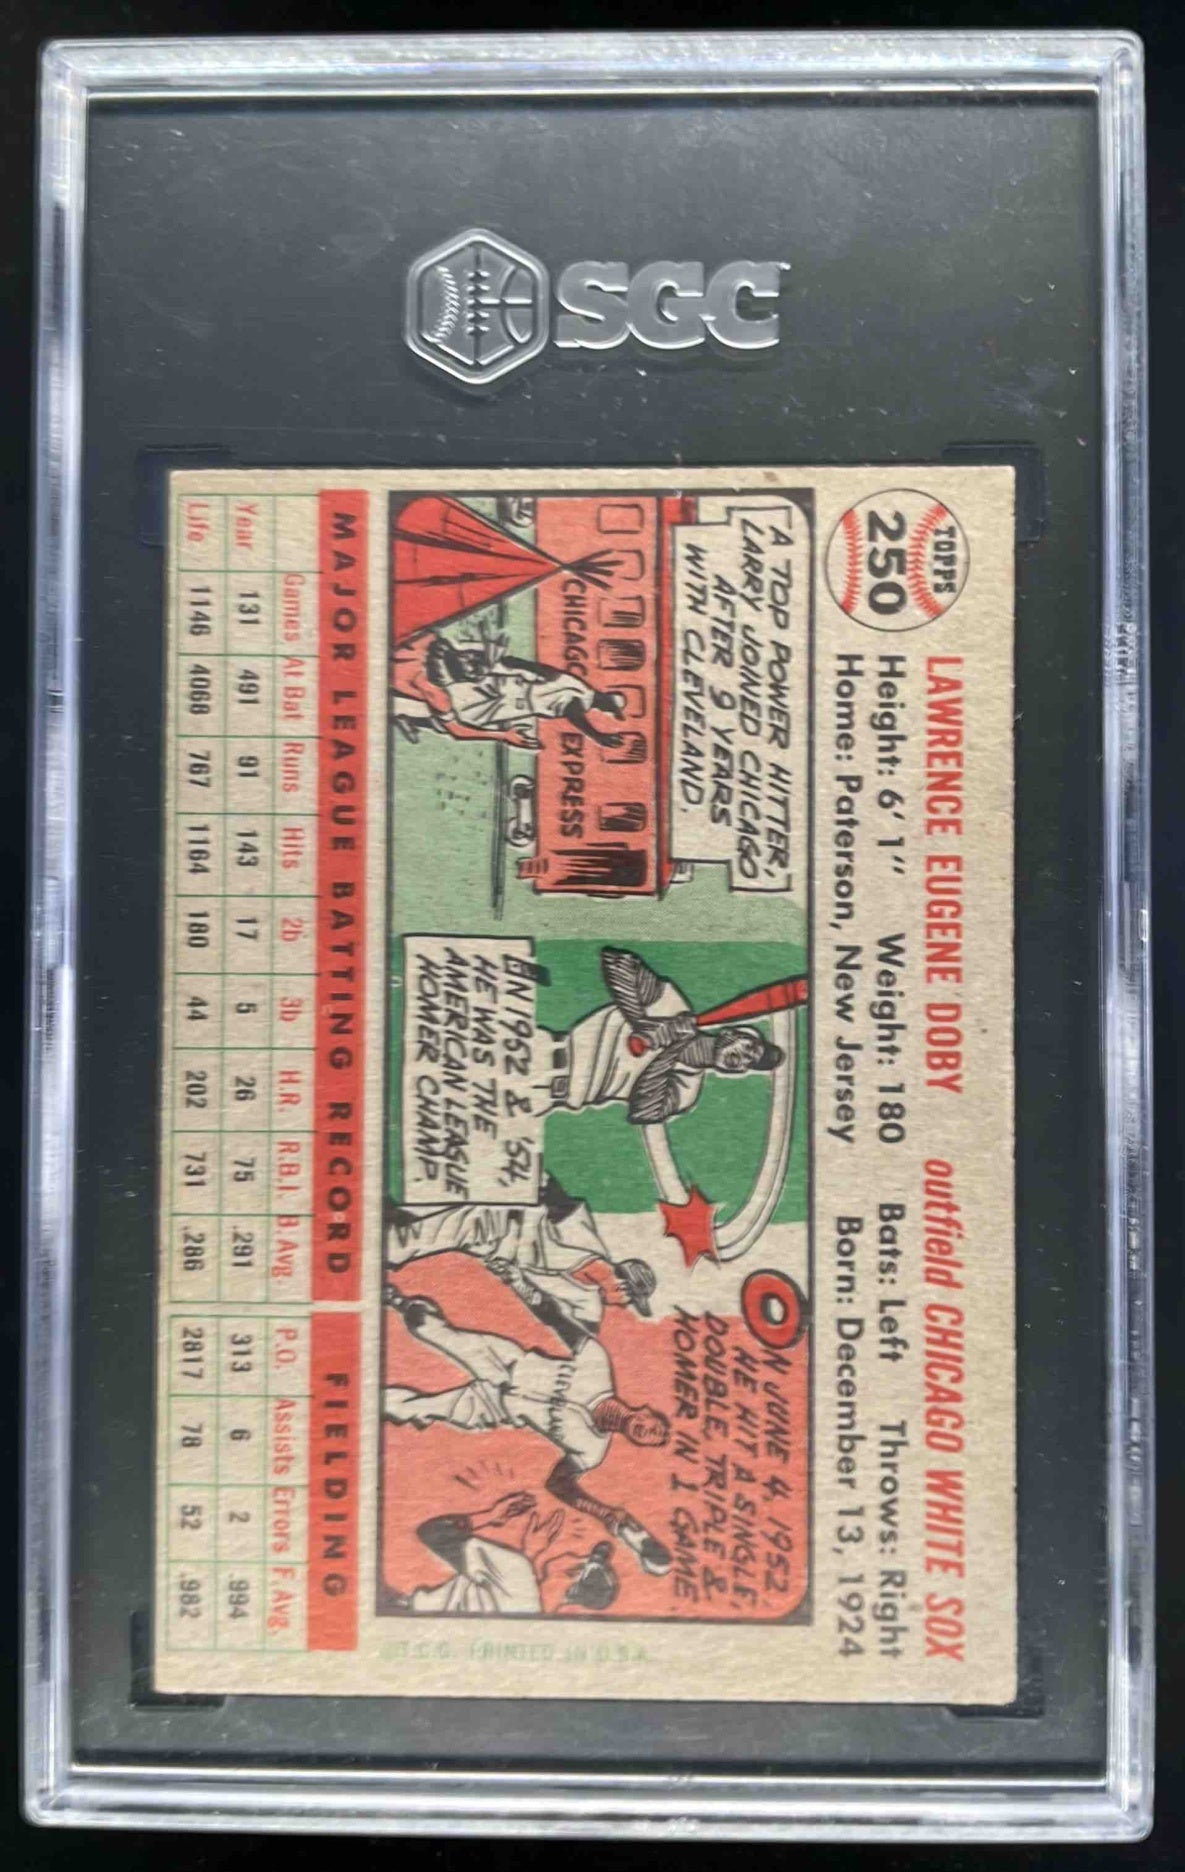 SGC
TOPPS
250
LAWRENCE EUGENE DOBY outfield CHICAGO WHITE SOX
Height: 6' 1" Weight: 180 Bats: Left Throws: Right
Home: Paterson, New Jersey Born: December 13, 1924
A TOP POWER HITTER,
LARRY JOINED CHICAGO
AFTER 9 YEARS
WITH CLEVELAND.
CHICAGO EXPRESS
IN 1952 & '54,
HE WAS THE
AMERICAN LEAGUE
HOMER CHAMP.
ON JUNE 4, 1952,
HE HIT A SINGLE,
DOUBLE, TRIPLE &
HOMER IN 1 GAME.
CLEVELAND
MAJOR LEAGUE BATTING RECORD FIELDING
Games At Bat Runs Hits 2b 3b H.R. R.B.I. B. Avg. P.O. Assists Errors F. Avg.
Year 131 491 91 143 17 5 26 75 .291 313 6 2 .994
Life 1146 4068 767 1164 180 44 202 731 .286 2817 78 52 .982
T.C.G. PRINTED IN U.S.A.